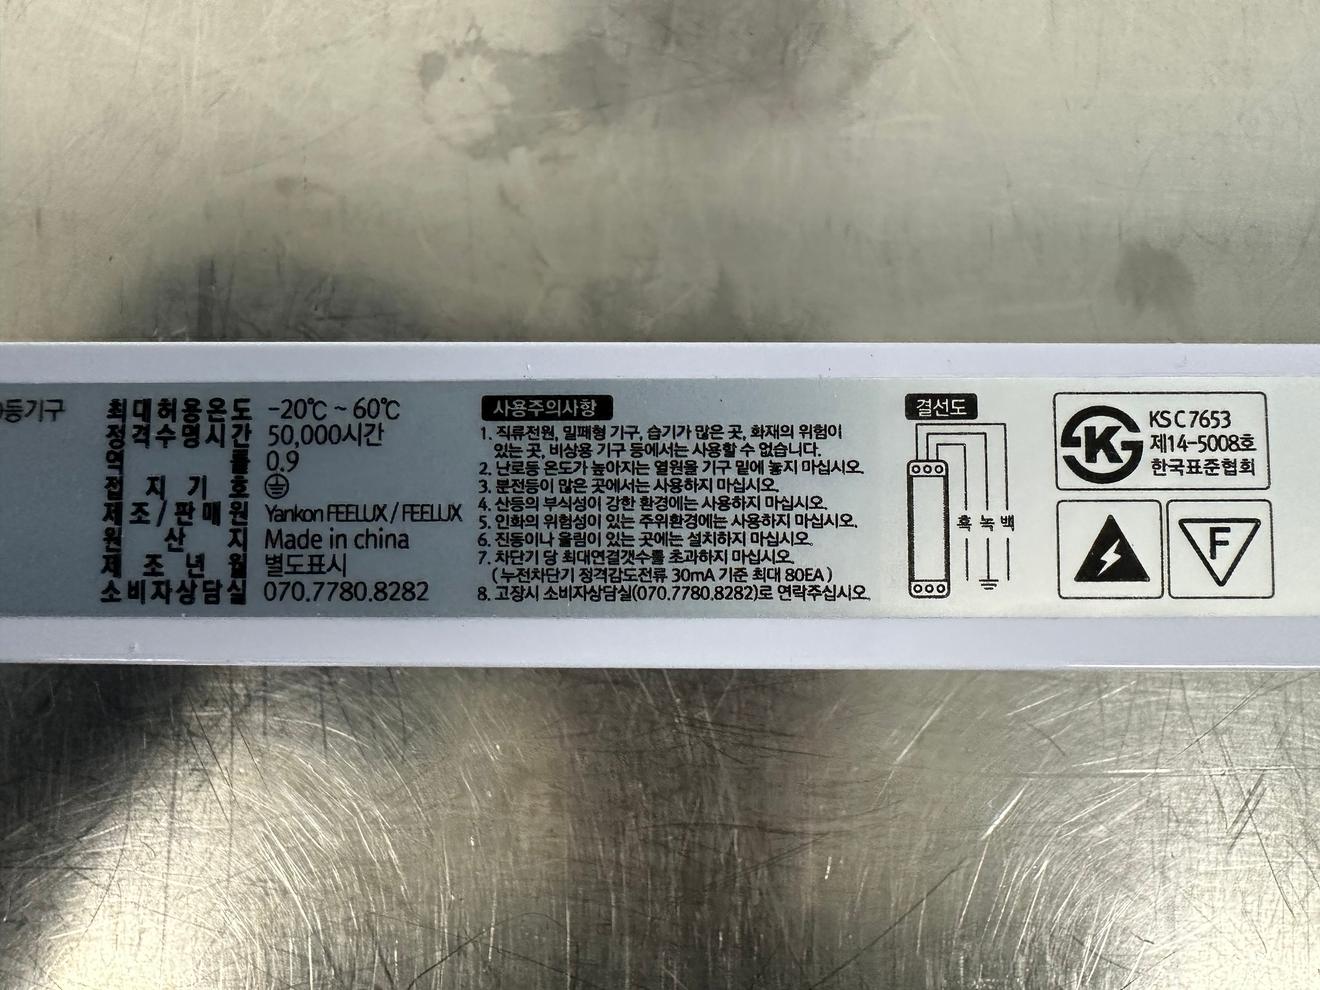 등기구
최대허용온도 -20℃ ~ 60℃
정격수명시간 50,000시간
역 률 0.9
접 지 기 호
제조/판매원 Yankon FEELUX / FEELUX
원 산 지 Made in china
제 조 년 월 별도표시
소비자상담실 070.7780.8282
사용주의사항
1. 직류전원, 밀폐형 기구, 습기가 많은 곳, 화재의 위험이
있는 곳, 비상용 기구 등에서는 사용할 수 없습니다.
2. 난로등 온도가 높아지는 열원을 기구 밑에 놓지 마십시오.
3. 분전등이 많은 곳에서는 사용하지 마십시오.
4. 산등의 부식성이 강한 환경에는 사용하지 마십시오.
5. 인화의 위험성이 있는 주위환경에는 사용하지 마십시오.
6. 진동이나 울림이 있는 곳에는 설치하지 마십시오.
7. 차단기 당 최대연결갯수를 초과하지 마십시오.
( 누전차단기 정격감도전류 30mA 기준 최대 80EA )
8. 고장시 소비자상담실(070.7780.8282)로 연락주십시오.
결선도
흑 녹 백
K
KS C 7653
제14-5008호
한국표준협회
F